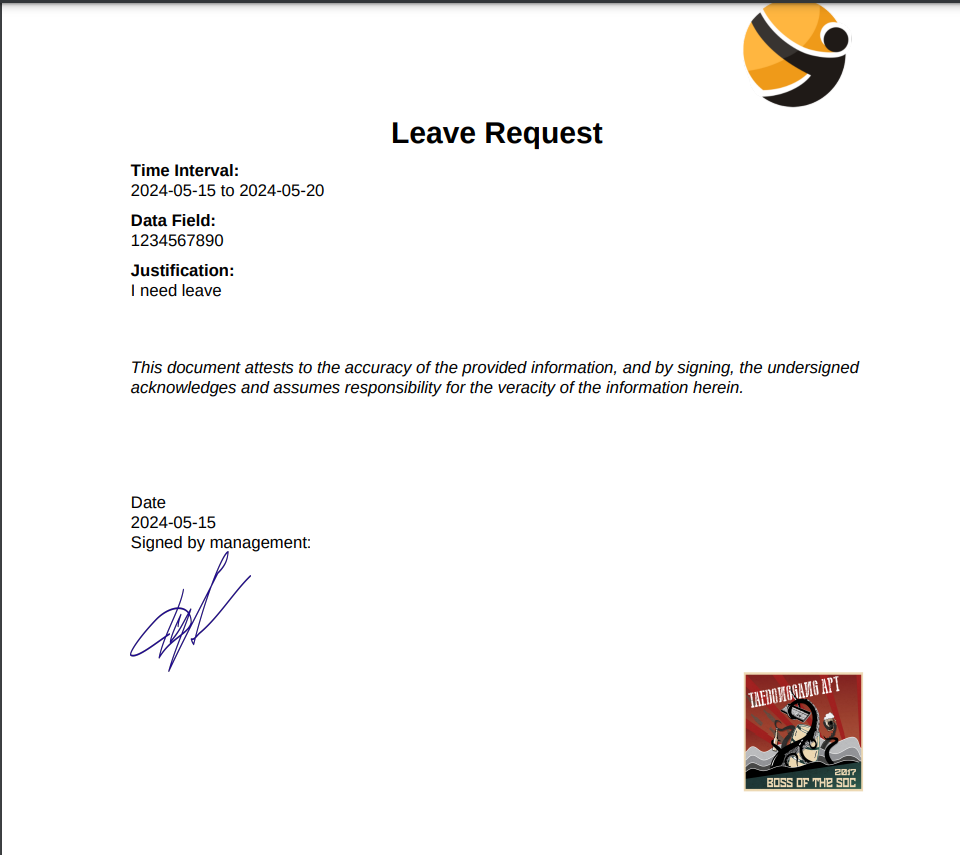 Leave Request
Time Interval:
2024-05-15 to 2024-05-20
Data Field:
1234567890
Justification:
I need leave
This document attests to the accuracy of the provided information, and by signing, the undersigned
acknowledges and assumes responsibility for the veracity of the information herein.
Date
2024-05-15
Signed by management:
TAEDONGGANG APT
2017
BOSS OF THE SOC